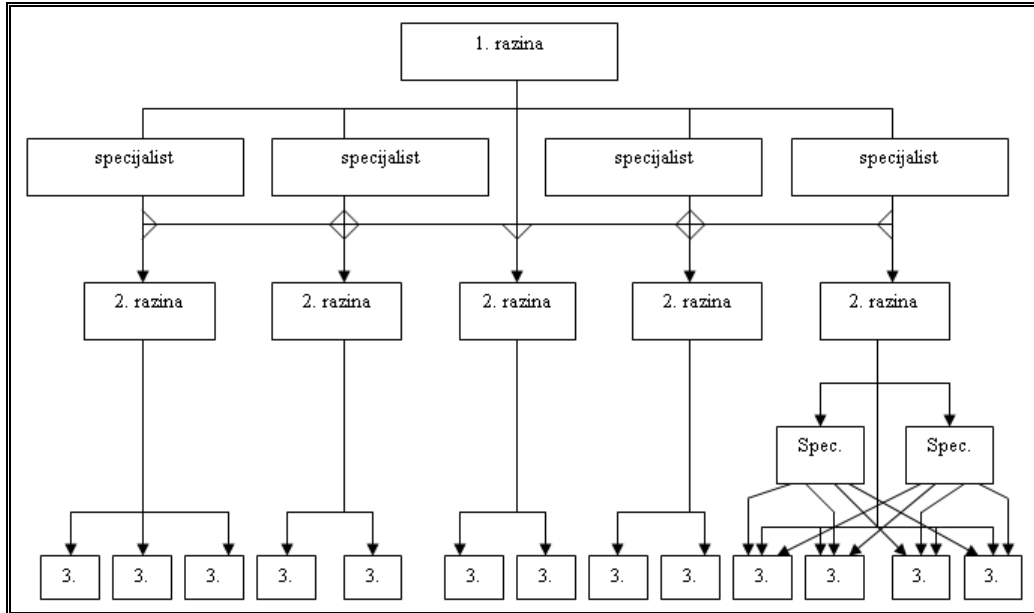 1. razina
specijalist
specijalist
specijalist
specijalist
2. razina
2. razina
2. razina
2. razina
2. razina
Spec.
Spec.
3.
3.
3.
3.
3.
3.
3.
3.
3.
3.
3.
3.
3.